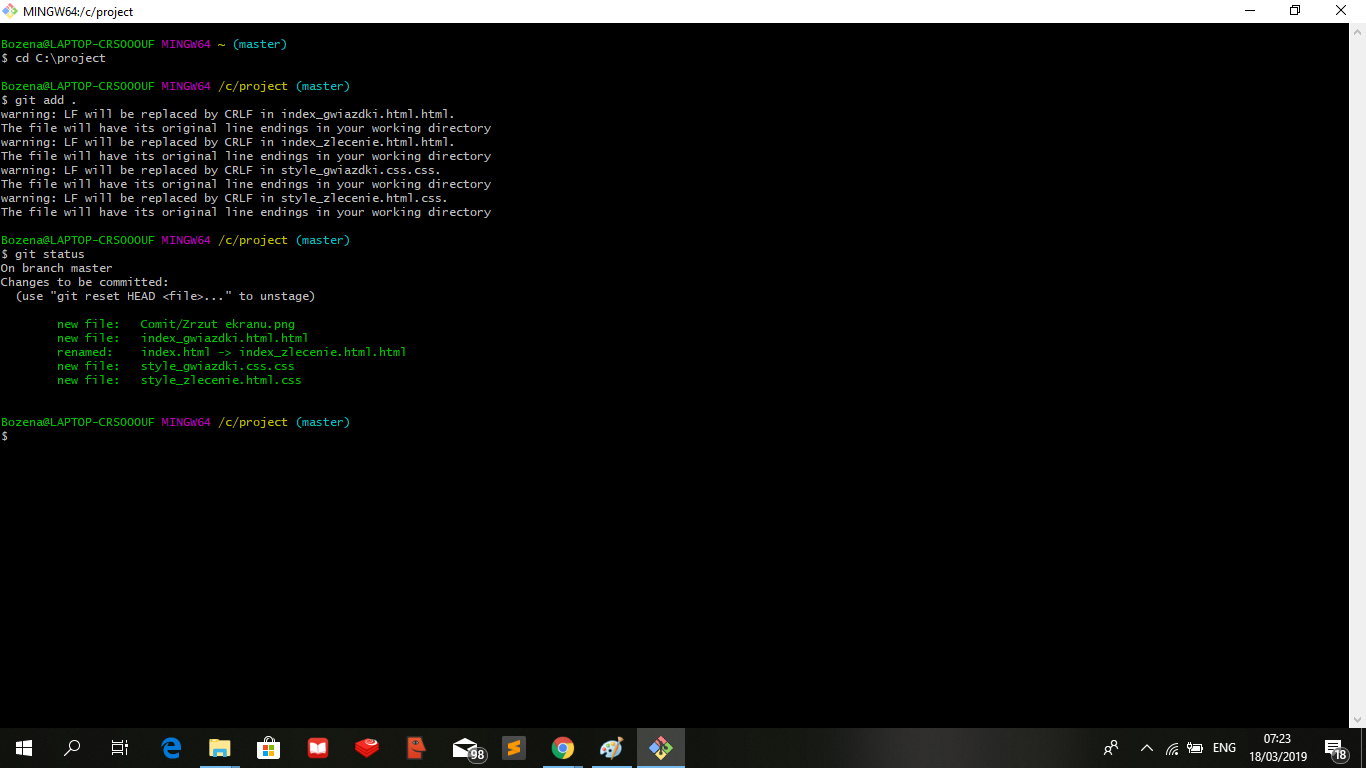 MINGW64:/c/project
Bozena@LAPTOP-CRSOOOUF MINGW64 ~ (master)
$ cd C:\project
Bozena@LAPTOP-CRSOOOUF MINGW64 /c/project (master)
$ git add .
warning: LF will be replaced by CRLF in index_gwiazdki.html.html.
The file will have its original line endings in your working directory
warning: LF will be replaced by CRLF in index_zlecenie.html.html.
The file will have its original line endings in your working directory
warning: LF will be replaced by CRLF in style_gwiazdki.css.css.
The file will have its original line endings in your working directory
warning: LF will be replaced by CRLF in style_zlecenie.html.css.
The file will have its original line endings in your working directory
Bozena@LAPTOP-CRSOOOUF MINGW64 /c/project (master)
$ git status
On branch master
Changes to be committed:
  (use "git reset HEAD <file>..." to unstage)
        new file:   Comit/Zrzut ekranu.png
        new file:   index_gwiazdki.html.html
        renamed:    index.html -> index_zlecenie.html.html
        new file:   style_gwiazdki.css.css
        new file:   style_zlecenie.html.css
Bozena@LAPTOP-CRSOOOUF MINGW64 /c/project (master)
$
98
ENG
07:23
18/03/2019
18